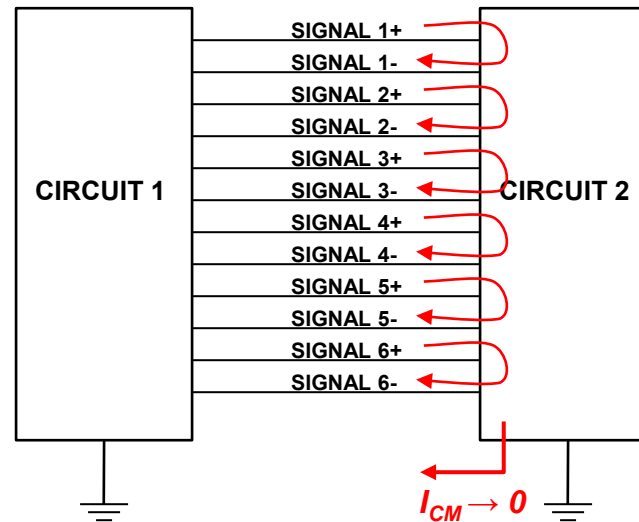 SIGNAL 1+
SIGNAL 1-
SIGNAL 2+
SIGNAL 2-
SIGNAL 3+
CIRCUIT 1
SIGNAL 3-
CIRCUIT 2
SIGNAL 4+
SIGNAL 4-
SIGNAL 5+
SIGNAL 5-
SIGNAL 6+
SIGNAL 6-
I_CM → 0